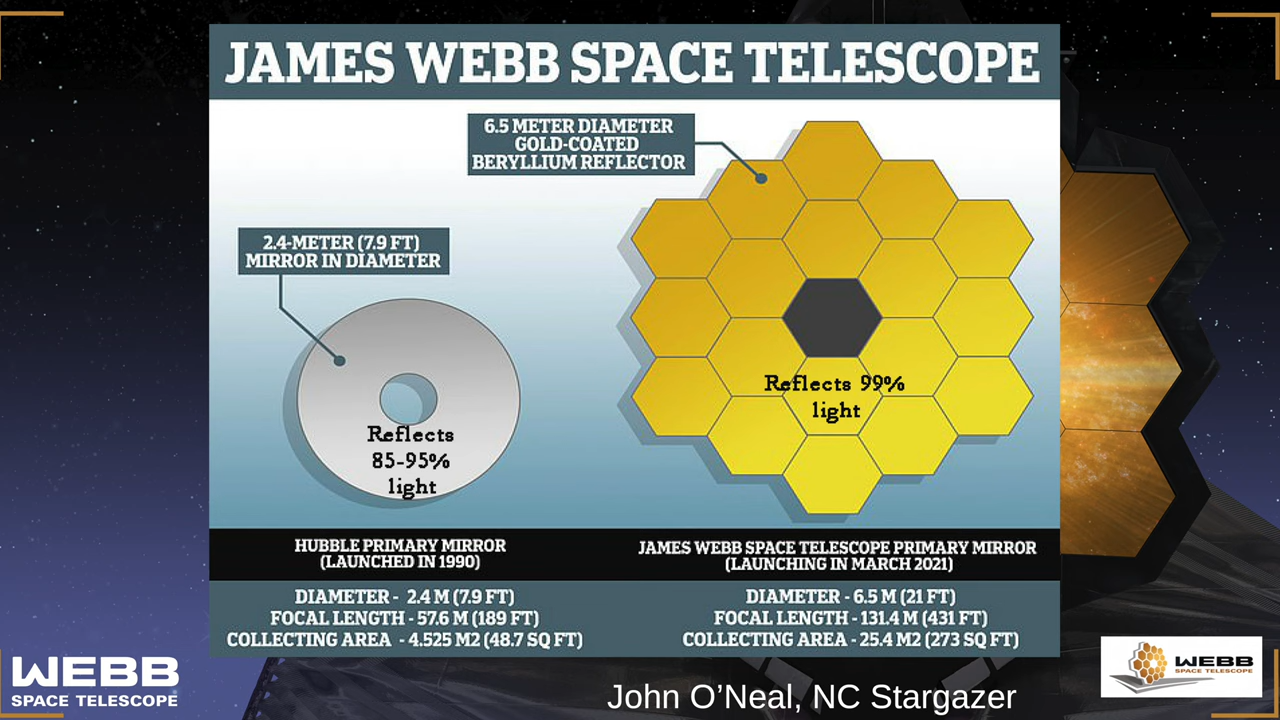 JAMES WEBB SPACE TELESCOPE
6.5 METER DIAMETER
GOLD-COATED
BERYLLIUM REFLECTOR
2.4-METER (7.9 FT)
MIRROR IN DIAMETER
Reflects 99%
light
Reflects
85-95%
light
HUBBLE PRIMARY MIRROR
(LAUNCHED IN 1990)
JAMES WEBB SPACE TELESCOPE PRIMARY MIRROR
(LAUNCHING IN MARCH 2021)
DIAMETER - 2.4 M (7.9 FT)
FOCAL LENGTH - 57.6 M (189 FT)
COLLECTING AREA - 4.525 M2 (48.7 SQ FT)
DIAMETER - 6.5 M (21 FT)
FOCAL LENGTH - 131.4 M (431 FT)
COLLECTING AREA - 25.4 M2 (273 SQ FT)
WEBB
SPACE TELESCOPE
John O’Neal, NC Stargazer
WEBB
SPACE TELESCOPE